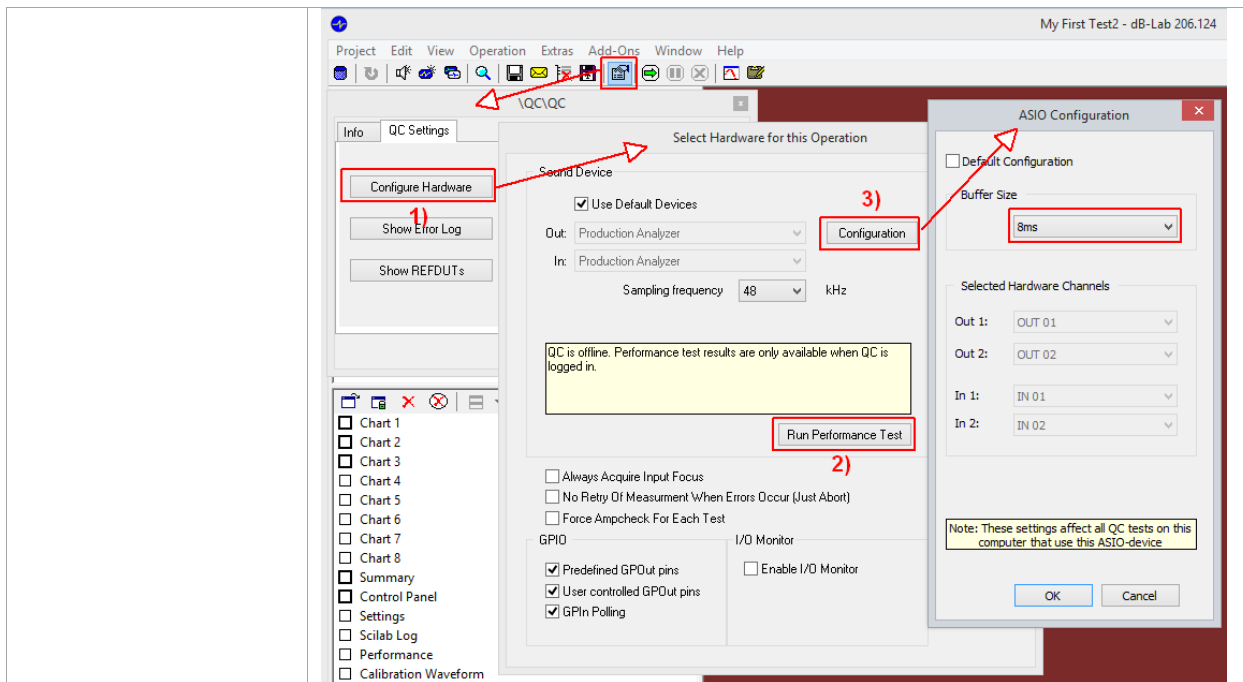 My First Test2 - dB-Lab 206.124
Project Edit View Operation Extras Add-Ons Window Help
\QC\QC
Info QC Settings
Configure Hardware
1)
Show Error Log
Show REFDUTs
Select Hardware for this Operation
Sound Device
Use Default Devices
3)
Out: Production Analyzer
Configuration
In: Production Analyzer
Sampling frequency 48 kHz
QC is offline. Performance test results are only available when QC is
logged in.
Run Performance Test
2)
Always Acquire Input Focus
No Retry Of Measurment When Errors Occur (Just Abort)
Force Ampcheck For Each Test
GPIO
Predefined GPOut pins
User controlled GPOut pins
GPIn Polling
I/O Monitor
Enable I/O Monitor
ASIO Configuration
Default Configuration
Buffer Size
8ms
Selected Hardware Channels
Out 1: OUT 01
Out 2: OUT 02
In 1: IN 01
In 2: IN 02
Note: These settings affect all QC tests on this
computer that use this ASIO-device
OK Cancel
Chart 1
Chart 2
Chart 3
Chart 4
Chart 5
Chart 6
Chart 7
Chart 8
Summary
Control Panel
Settings
Scilab Log
Performance
Calibration Waveform